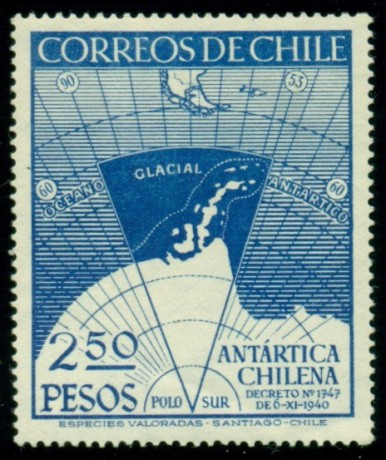 CORREOS DE CHILE
90
53
GLACIAL
60
OCEANO
ANTARTICO
60
2 50
PESOS
POLO SUR
ANTÁRTICA
CHILENA
DECRETO Nº 1747
DE 6-XI-1940
ESPECIES VALORADAS - SANTIAGO - CHILE